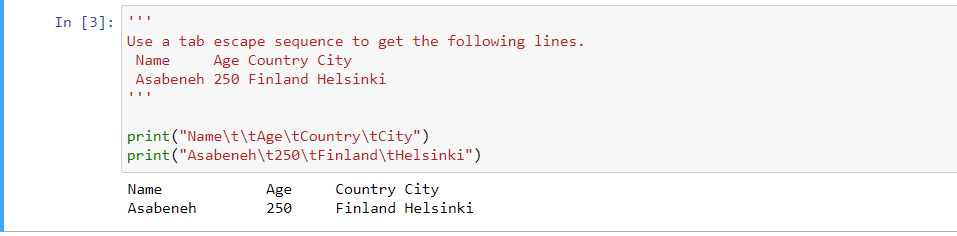 In [3]: '''
Use a tab escape sequence to get the following lines.
 Name     Age Country City
 Asabeneh 250 Finland Helsinki
'''
print("Name\t\tAge\tCountry\tCity")
print("Asabeneh\t250\tFinland\tHelsinki")
Name            Age     Country City
Asabeneh        250     Finland Helsinki